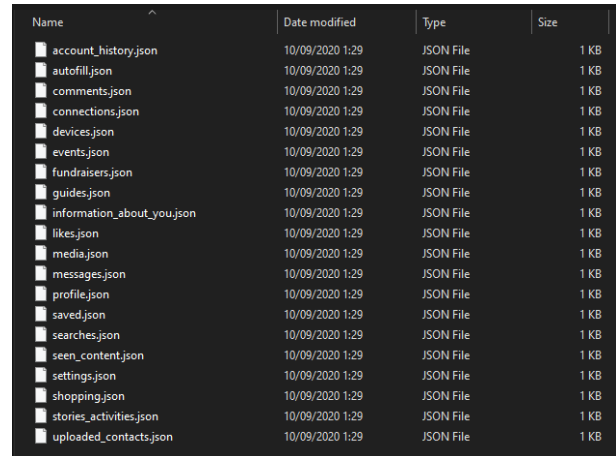 Name Date modified Type Size
account_history.json 10/09/2020 1:29 JSON File 1 KB
autofill.json 10/09/2020 1:29 JSON File 1 KB
comments.json 10/09/2020 1:29 JSON File 1 KB
connections.json 10/09/2020 1:29 JSON File 1 KB
devices.json 10/09/2020 1:29 JSON File 1 KB
events.json 10/09/2020 1:29 JSON File 1 KB
fundraisers.json 10/09/2020 1:29 JSON File 1 KB
guides.json 10/09/2020 1:29 JSON File 1 KB
information_about_you.json 10/09/2020 1:29 JSON File 1 KB
likes.json 10/09/2020 1:29 JSON File 1 KB
media.json 10/09/2020 1:29 JSON File 1 KB
messages.json 10/09/2020 1:29 JSON File 1 KB
profile.json 10/09/2020 1:29 JSON File 1 KB
saved.json 10/09/2020 1:29 JSON File 1 KB
searches.json 10/09/2020 1:29 JSON File 1 KB
seen_content.json 10/09/2020 1:29 JSON File 1 KB
settings.json 10/09/2020 1:29 JSON File 1 KB
shopping.json 10/09/2020 1:29 JSON File 1 KB
stories_activities.json 10/09/2020 1:29 JSON File 1 KB
uploaded_contacts.json 10/09/2020 1:29 JSON File 1 KB